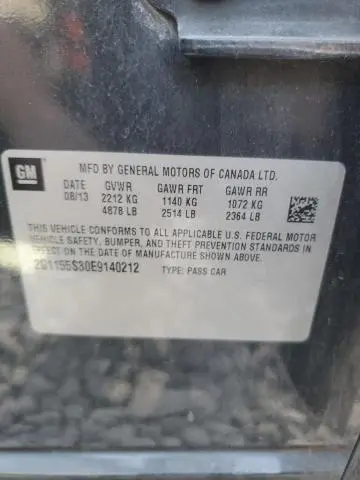 GM
MFD BY GENERAL MOTORS OF CANADA LTD.
DATE GVWR GAWR FRT GAWR RR
08/13 2212 KG 1140 KG 1072 KG
4878 LB 2514 LB 2364 LB
THIS VEHICLE CONFORMS TO ALL APPLICABLE U.S. FEDERAL MOTOR
VEHICLE SAFETY, BUMPER, AND THEFT PREVENTION STANDARDS IN
EFFECT ON THE DATE OF MANUFACTURE SHOWN ABOVE.
2G1155S30E9140212 TYPE: PASS CAR